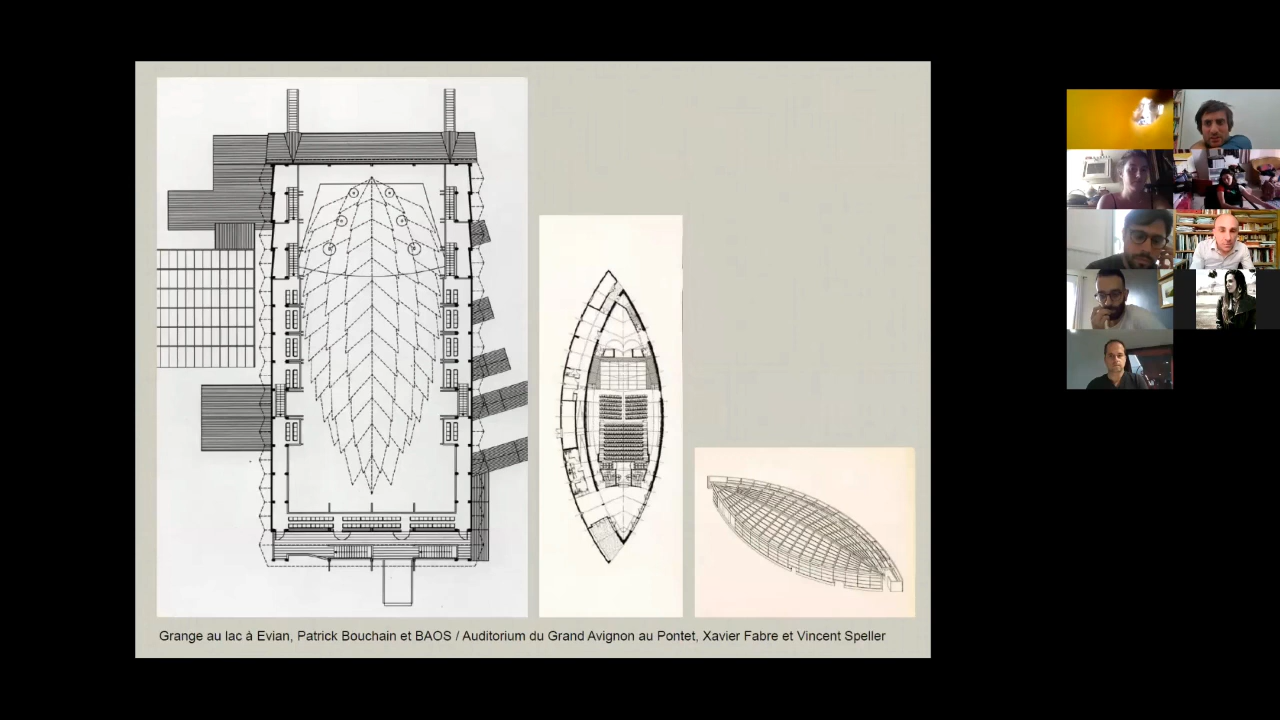 Grange au lac à Evian, Patrick Bouchain et BAOS / Auditorium du Grand Avignon au Pontet, Xavier Fabre et Vincent Speller